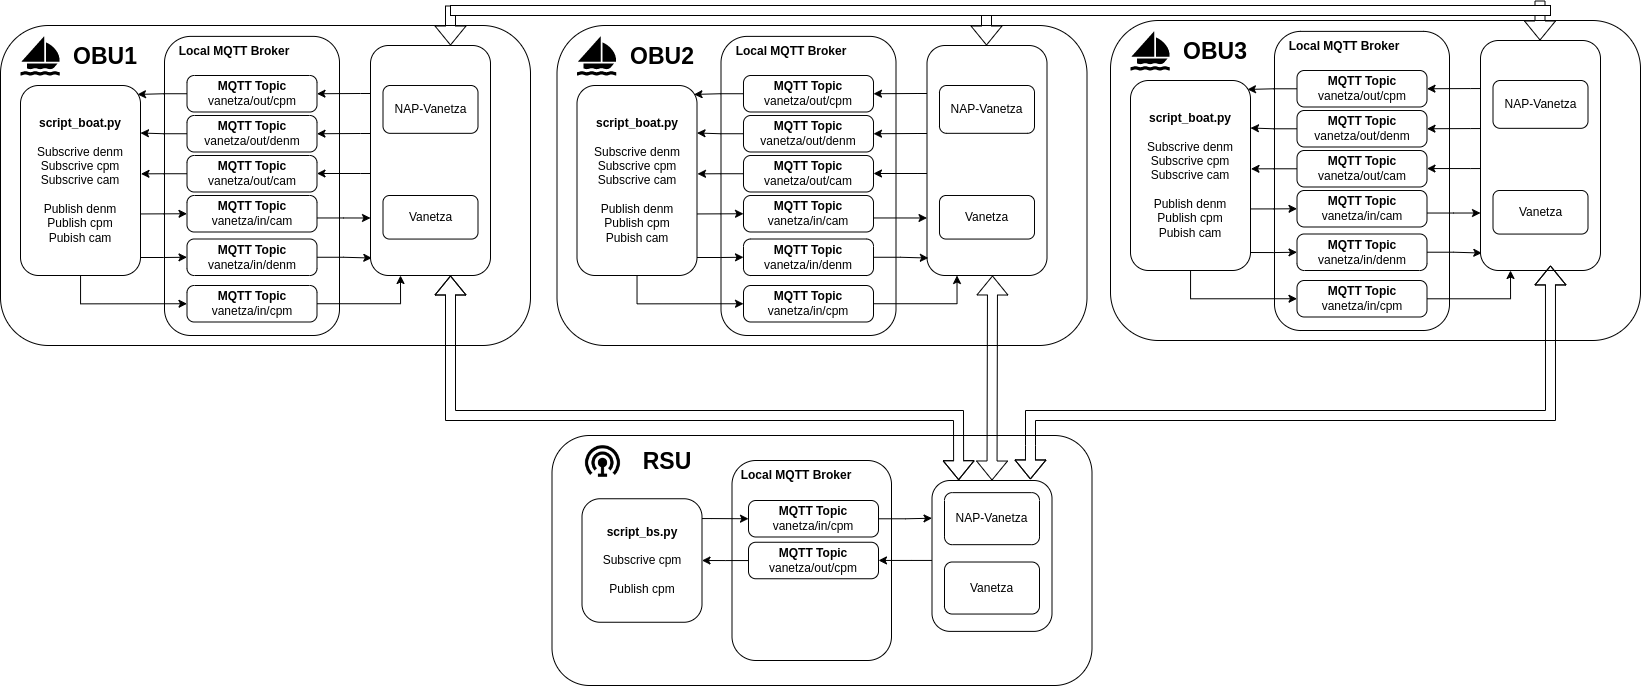 OBU1
Local MQTT Broker
script_boat.py
Subscrive denm
Subscrive cpm
Subscrive cam
Publish denm
Publish cpm
Pubish cam
MQTT Topic
vanetza/out/cpm
MQTT Topic
vanetza/out/denm
MQTT Topic
vanetza/out/cam
MQTT Topic
vanetza/in/cam
MQTT Topic
vanetza/in/denm
MQTT Topic
vanetza/in/cpm
NAP-Vanetza
Vanetza
OBU2
Local MQTT Broker
script_boat.py
Subscrive denm
Subscrive cpm
Subscrive cam
Publish denm
Publish cpm
Pubish cam
MQTT Topic
vanetza/out/cpm
MQTT Topic
vanetza/out/denm
MQTT Topic
vanetza/out/cam
MQTT Topic
vanetza/in/cam
MQTT Topic
vanetza/in/denm
MQTT Topic
vanetza/in/cpm
NAP-Vanetza
Vanetza
OBU3
Local MQTT Broker
script_boat.py
Subscrive denm
Subscrive cpm
Subscrive cam
Publish denm
Publish cpm
Pubish cam
MQTT Topic
vanetza/out/cpm
MQTT Topic
vanetza/out/denm
MQTT Topic
vanetza/out/cam
MQTT Topic
vanetza/in/cam
MQTT Topic
vanetza/in/denm
MQTT Topic
vanetza/in/cpm
NAP-Vanetza
Vanetza
RSU
Local MQTT Broker
script_bs.py
Subscrive cpm
Publish cpm
MQTT Topic
vanetza/in/cpm
MQTT Topic
vanetza/out/cpm
NAP-Vanetza
Vanetza